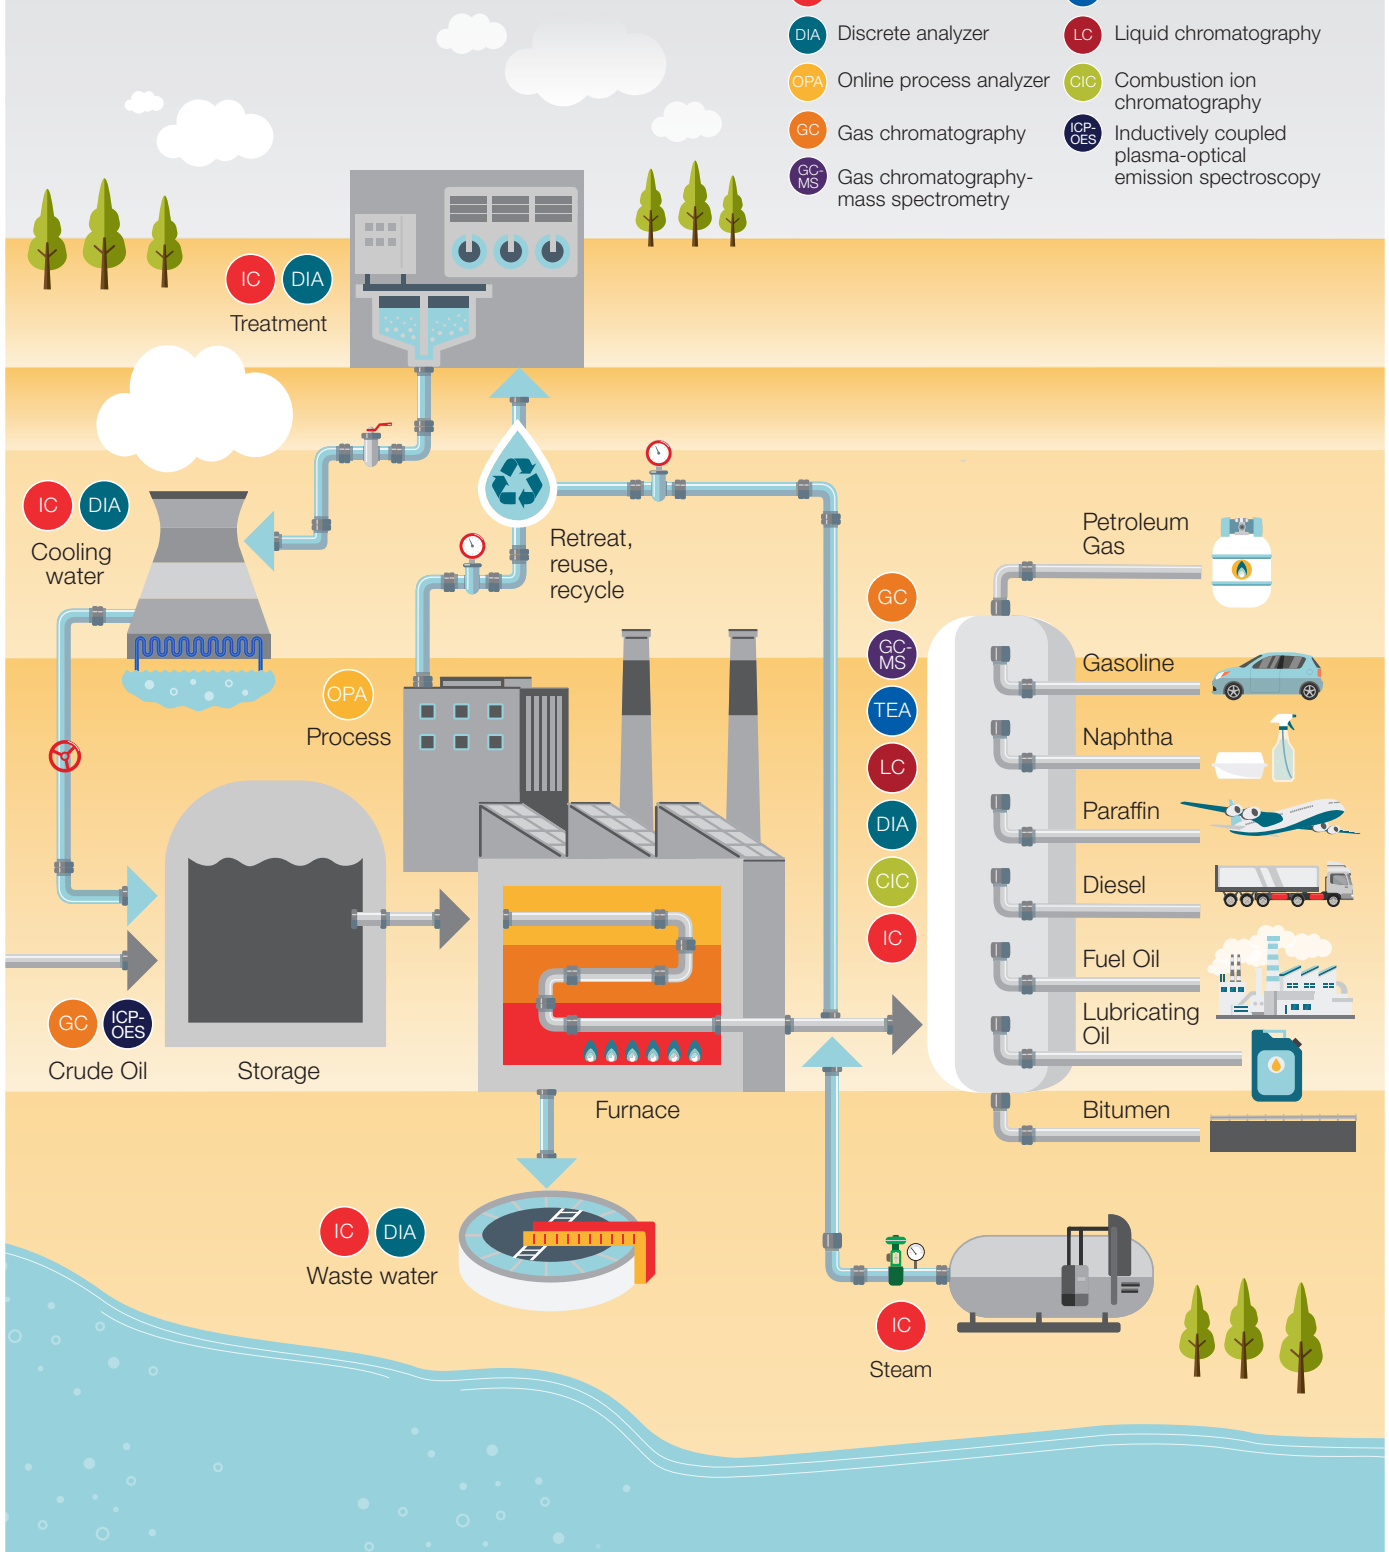 DIA Discrete analyzer
LC Liquid chromatography
OPA Online process analyzer
CIC Combustion ion
chromatography
GC Gas chromatography
ICP-
OES
Inductively coupled
plasma-optical
emission spectroscopy
GC-
MS
Gas chromatography-
mass spectrometry
IC DIA
Treatment
IC DIA
Cooling
water
Retreat,
reuse,
recycle
Petroleum
Gas
GC
GC-
MS
TEA
LC
DIA
CIC
IC
Gasoline
OPA
Process
Naphtha
Paraffin
Diesel
Fuel Oil
Lubricating
Oil
Bitumen
GC
ICP-
OES
Crude Oil
Storage
Furnace
IC DIA
Waste water
IC
Steam